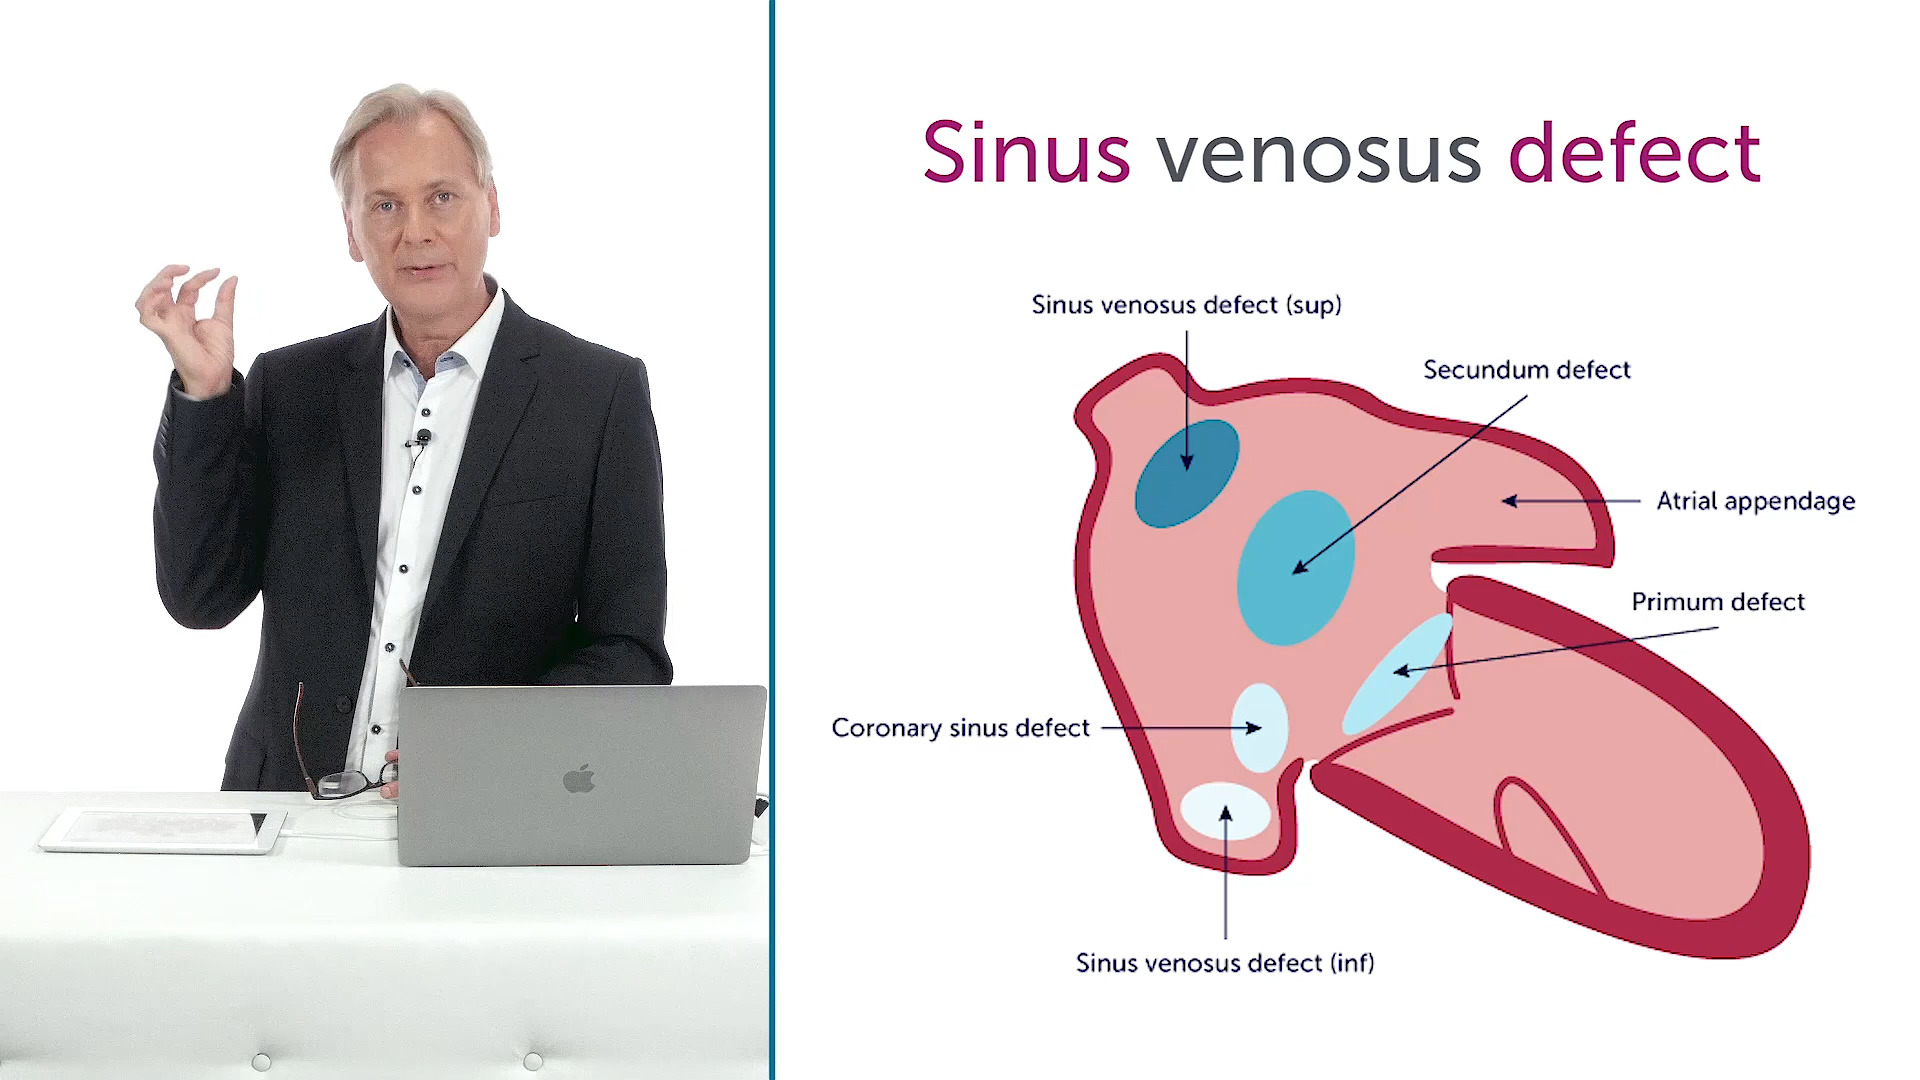 Sinus venosus defect
Sinus venosus defect (sup)
Secundum defect
Atrial appendage
Primum defect
Coronary sinus defect
Sinus venosus defect (inf)